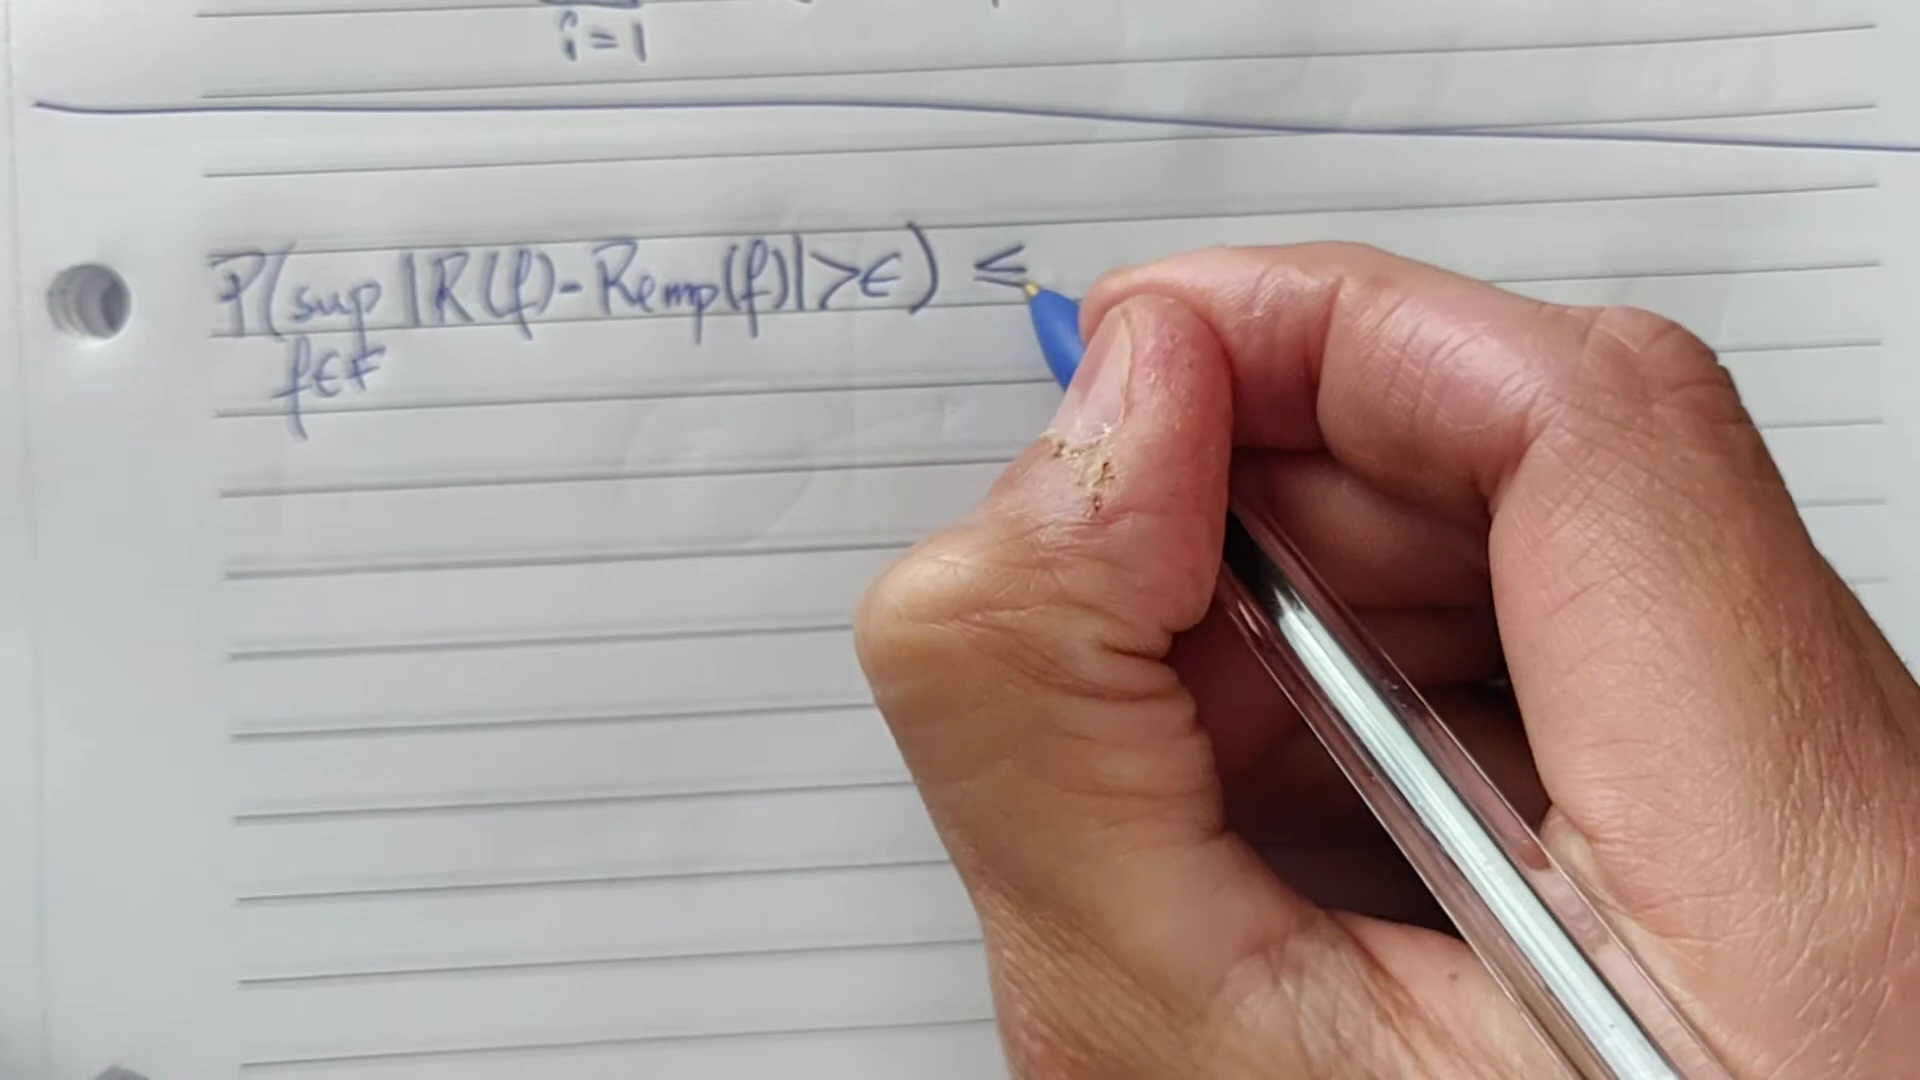 i=1
P(sup |R(f)-Remp(f)|>ϵ) ≤
f∈F